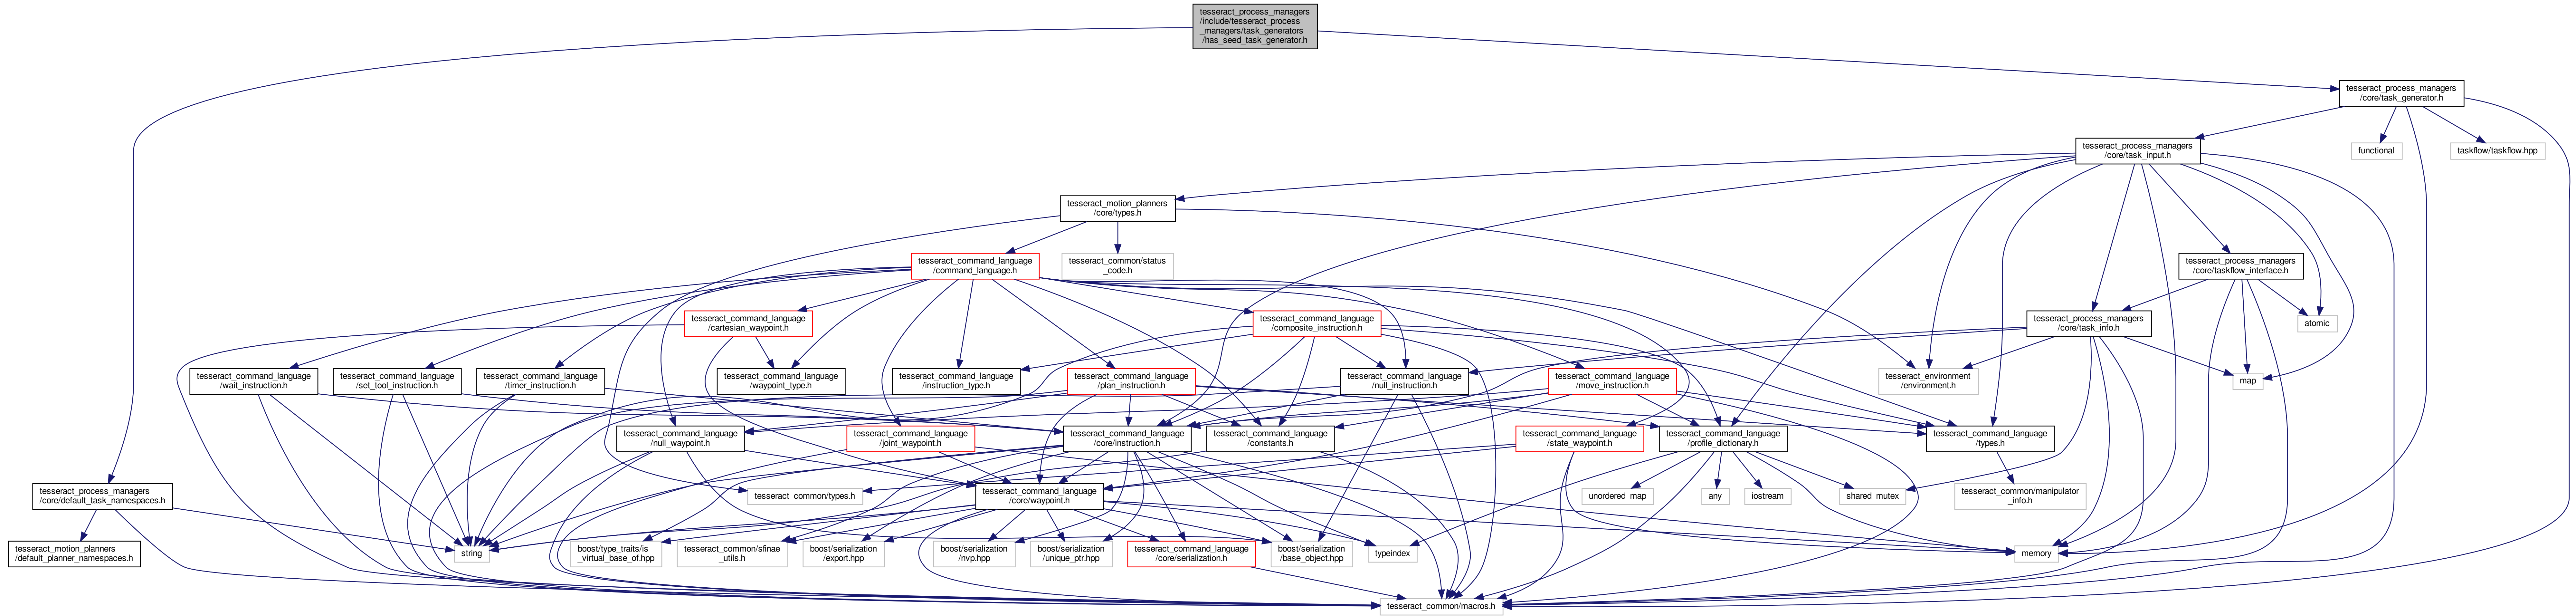 tesseract_process_managers
/include/tesseract_process
_managers/task_generators
/has_seed_task_generator.h
tesseract_process_managers
/core/task_generator.h
tesseract_process_managers
/core/task_input.h
functional
taskflow/taskflow.hpp
tesseract_motion_planners
/core/types.h
tesseract_command_language
/command_language.h
tesseract_common/status
_code.h
tesseract_process_managers
/core/taskflow_interface.h
tesseract_command_language
/cartesian_waypoint.h
tesseract_command_language
/composite_instruction.h
tesseract_process_managers
/core/task_info.h
atomic
tesseract_command_language
/wait_instruction.h
tesseract_command_language
/set_tool_instruction.h
tesseract_command_language
/timer_instruction.h
tesseract_command_language
/waypoint_type.h
tesseract_command_language
/instruction_type.h
tesseract_command_language
/plan_instruction.h
tesseract_command_language
/null_instruction.h
tesseract_command_language
/move_instruction.h
tesseract_environment
/environment.h
map
tesseract_command_language
/null_waypoint.h
tesseract_command_language
/joint_waypoint.h
tesseract_command_language
/core/instruction.h
tesseract_command_language
/constants.h
tesseract_command_language
/state_waypoint.h
tesseract_command_language
/profile_dictionary.h
tesseract_command_language
/types.h
tesseract_process_managers
/core/default_task_namespaces.h
tesseract_common/types.h
tesseract_command_language
/core/waypoint.h
unordered_map
any
iostream
shared_mutex
tesseract_common/manipulator
_info.h
tesseract_motion_planners
/default_planner_namespaces.h
string
boost/type_traits/is
_virtual_base_of.hpp
tesseract_common/sfinae
_utils.h
boost/serialization
/export.hpp
boost/serialization
/nvp.hpp
boost/serialization
/unique_ptr.hpp
tesseract_command_language
/core/serialization.h
boost/serialization
/base_object.hpp
typeindex
memory
tesseract_common/macros.h